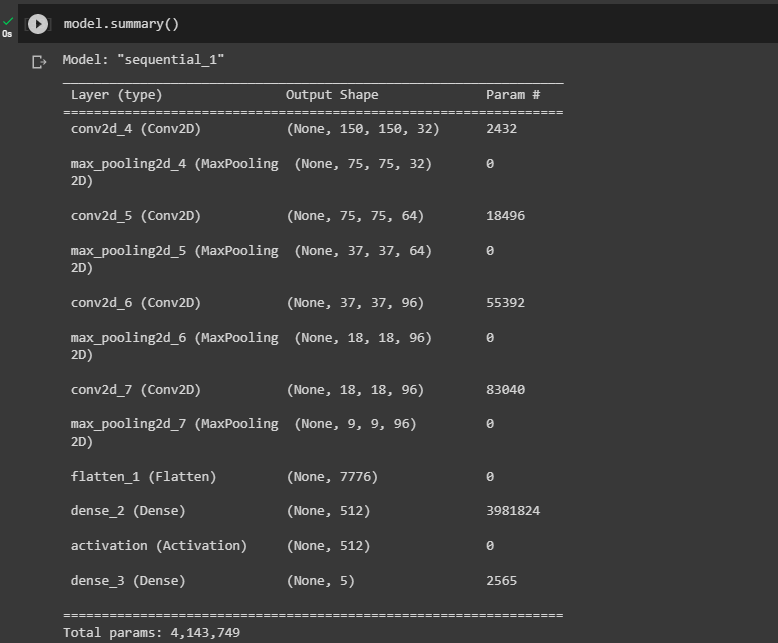 0s
model.summary()
Model: "sequential_1"
Layer (type) Output Shape Param #
=================================================================
conv2d_4 (Conv2D) (None, 150, 150, 32) 2432
max_pooling2d_4 (MaxPooling (None, 75, 75, 32) 0
2D)
conv2d_5 (Conv2D) (None, 75, 75, 64) 18496
max_pooling2d_5 (MaxPooling (None, 37, 37, 64) 0
2D)
conv2d_6 (Conv2D) (None, 37, 37, 96) 55392
max_pooling2d_6 (MaxPooling (None, 18, 18, 96) 0
2D)
conv2d_7 (Conv2D) (None, 18, 18, 96) 83040
max_pooling2d_7 (MaxPooling (None, 9, 9, 96) 0
2D)
flatten_1 (Flatten) (None, 7776) 0
dense_2 (Dense) (None, 512) 3981824
activation (Activation) (None, 512) 0
dense_3 (Dense) (None, 5) 2565
=================================================================
Total params: 4,143,749